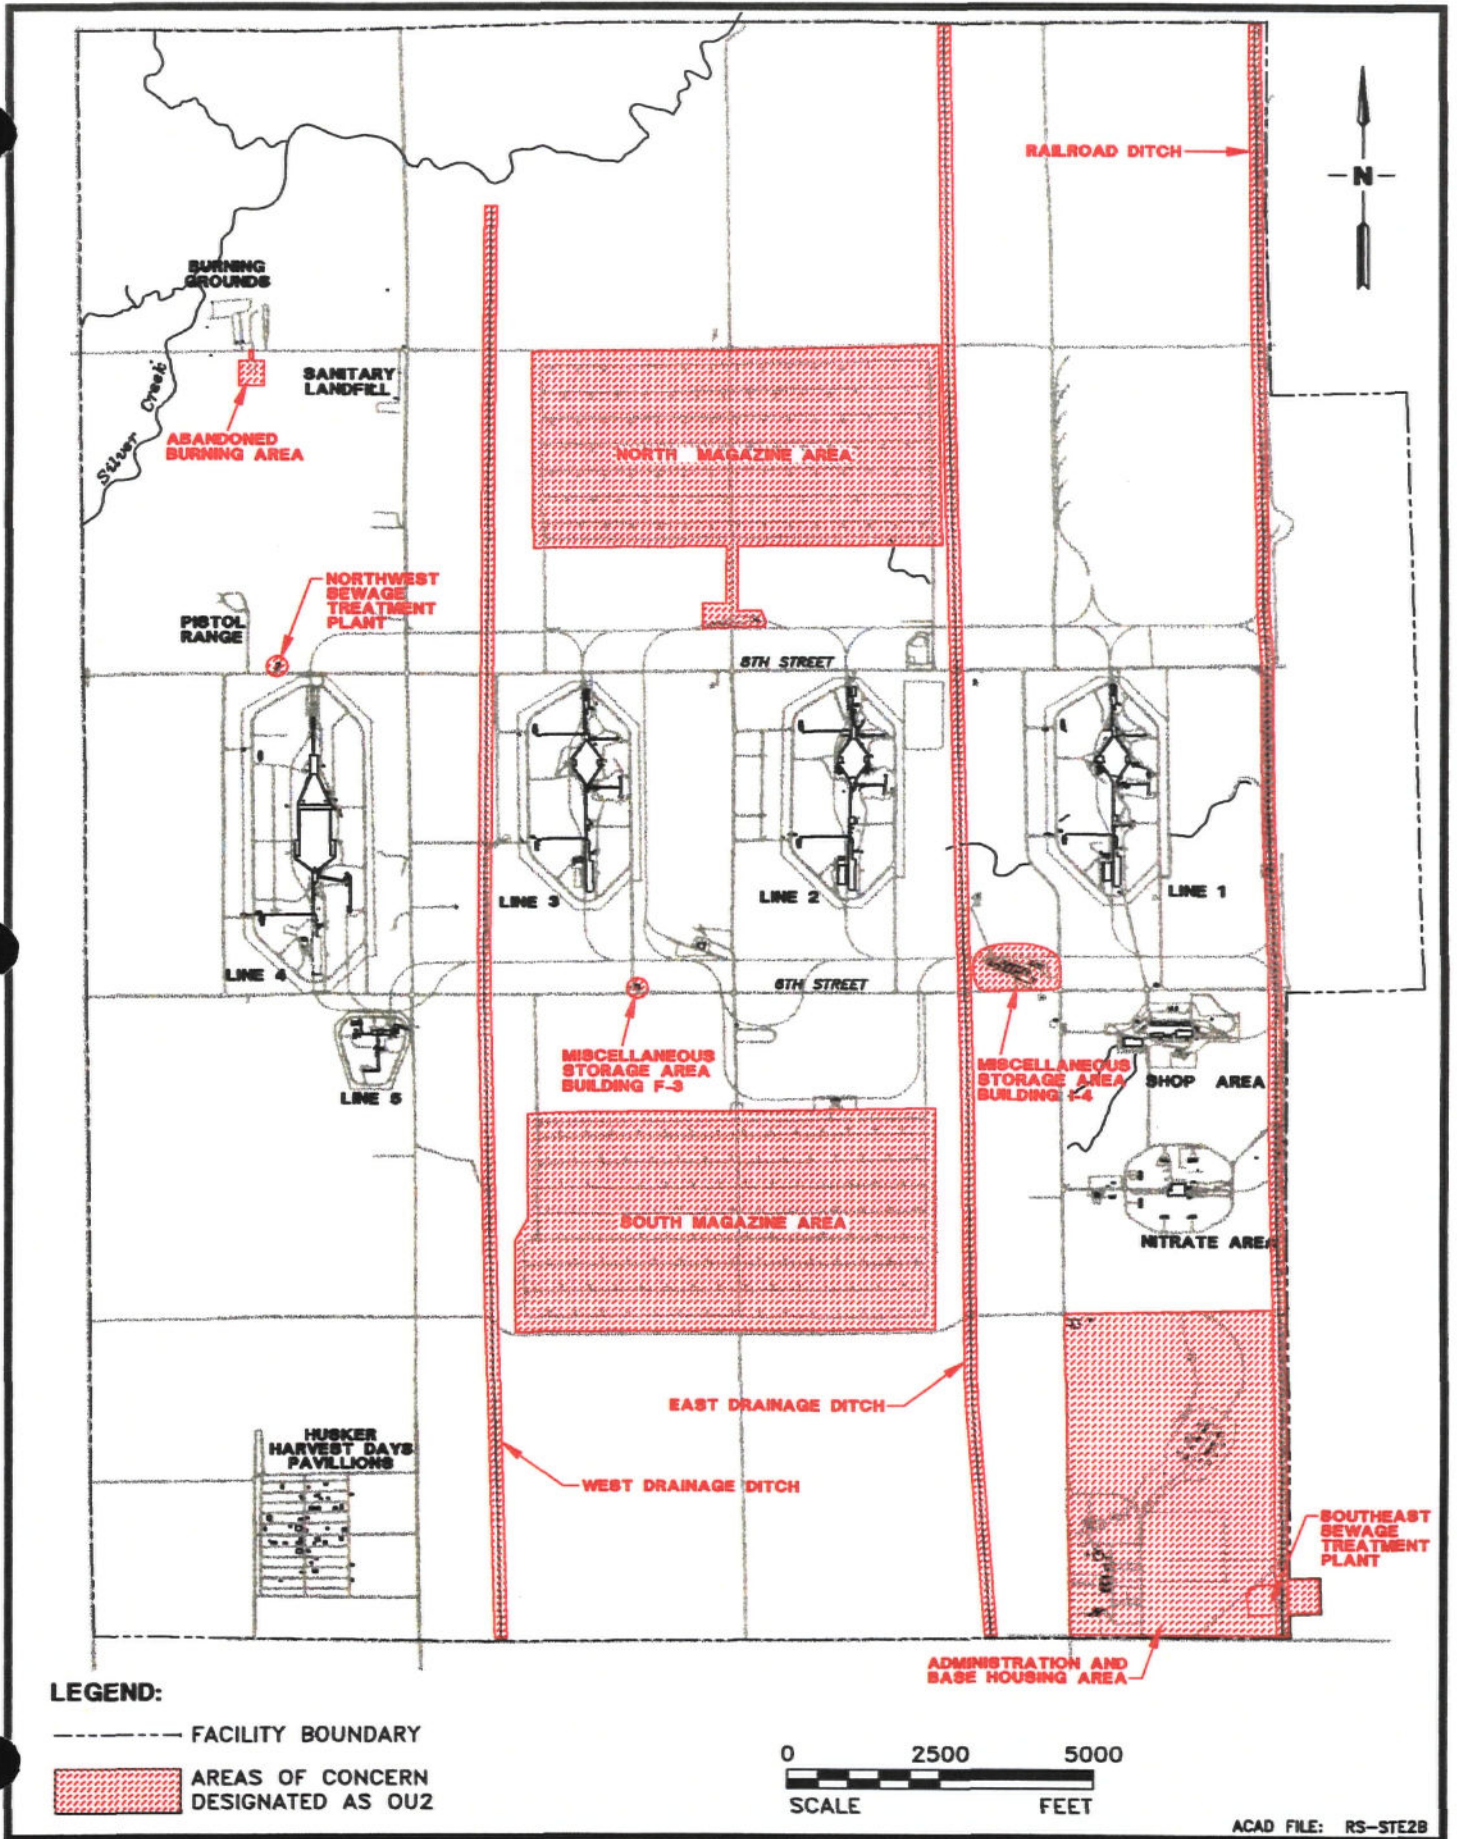 RAILROAD DITCH
N
BURNING
GROUNDS
SANITARY
LANDFILL
Silver Creek
ABANDONED
BURNING AREA
NORTH MAGAZINE AREA
NORTHWEST
SEWAGE
TREATMENT
PLANT
PISTOL
RANGE
8TH STREET
LINE 3
LINE 2
LINE 1
LINE 4
6TH STREET
MISCELLANEOUS
STORAGE AREA
BUILDING F-3
MISCELLANEOUS
STORAGE AREA
BUILDING I-4
SHOP AREA
LINE 5
SOUTH MAGAZINE AREA
NITRATE AREA
EAST DRAINAGE DITCH
HUSKER
HARVEST DAYS
PAVILLIONS
WEST DRAINAGE DITCH
SOUTHEAST
SEWAGE
TREATMENT
PLANT
ADMINISTRATION AND
BASE HOUSING AREA
LEGEND:
FACILITY BOUNDARY
AREAS OF CONCERN
DESIGNATED AS OU2
0 2500 5000
SCALE FEET
ACAD FILE: RS-STE2B